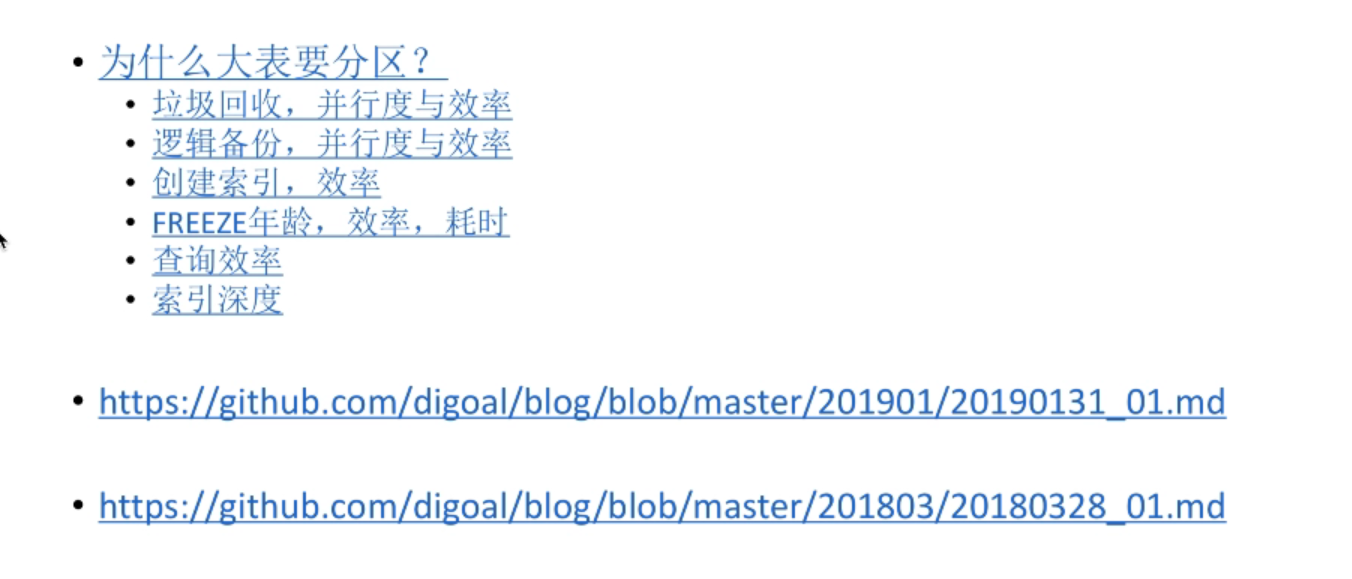 • 为什么大表要分区？
• 垃圾回收，并行度与效率
• 逻辑备份，并行度与效率
• 创建索引，效率
• FREEZE年龄，效率，耗时
• 查询效率
• 索引深度
• https://github.com/digoal/blog/blob/master/201901/20190131_01.md
• https://github.com/digoal/blog/blob/master/201803/20180328_01.md